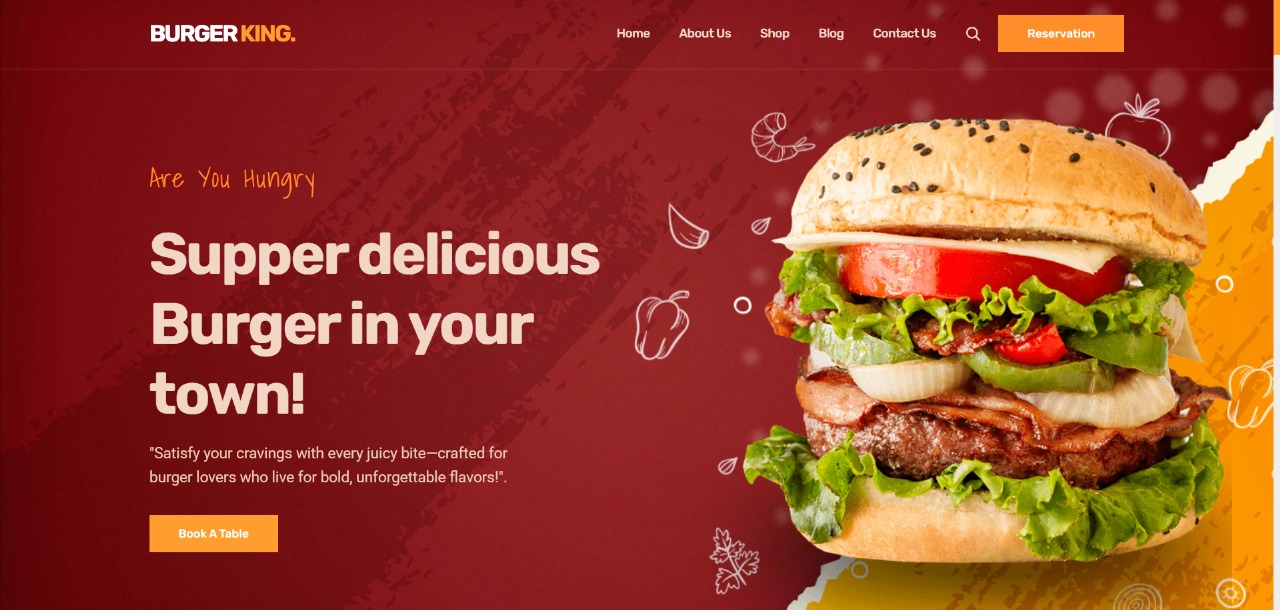 BURGER KING.
Home About Us Shop Blog Contact Us Reservation
Are You Hungry
Supper delicious
Burger in your
town!
"Satisfy your cravings with every juicy bite—crafted for
burger lovers who live for bold, unforgettable flavors!".
Book A Table